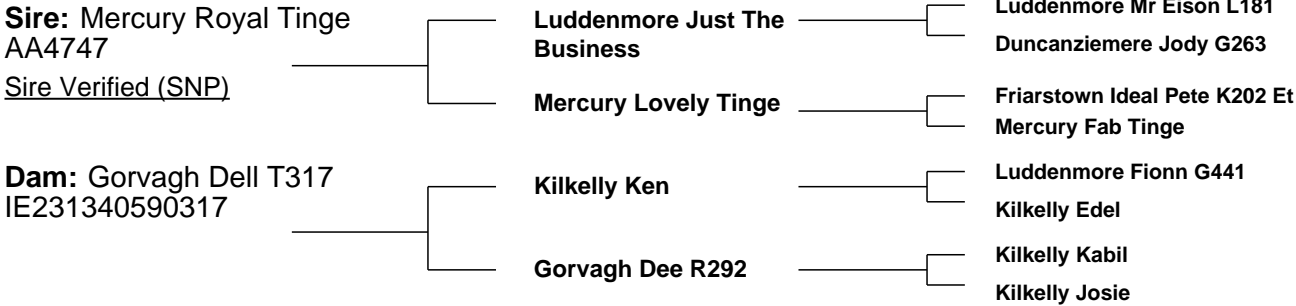 Sire: Mercury Royal Tinge
AA4747
Sire Verified (SNP)
Luddenmore Just The
Business
Luddenmore Mr Eison L181
Duncanziemere Jody G263
Mercury Lovely Tinge
Friarstown Ideal Pete K202 Et
Mercury Fab Tinge
Dam: Gorvagh Dell T317
IE231340590317
Kilkelly Ken
Luddenmore Fionn G441
Kilkelly Edel
Gorvagh Dee R292
Kilkelly Kabil
Kilkelly Josie